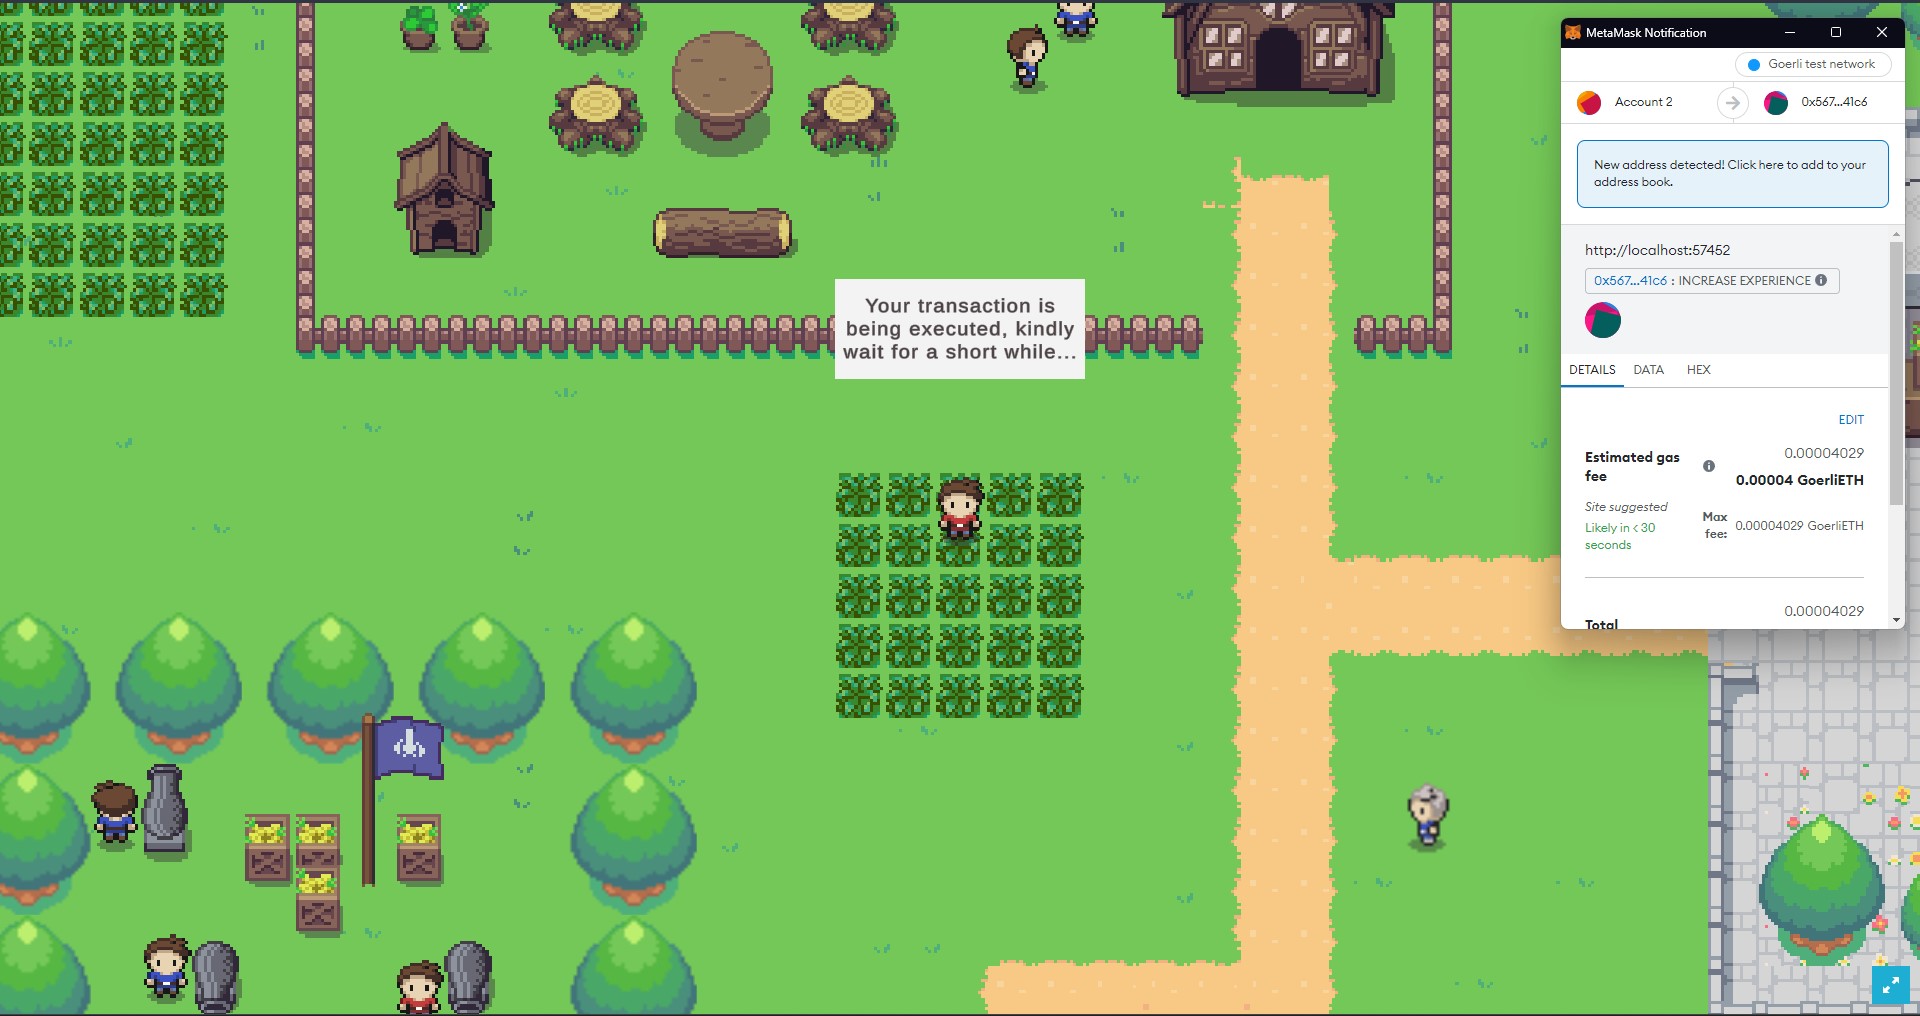 MetaMask Notification
Goerli test network
Account 2
0x567...41c6
New address detected! Click here to add to your
address book.
http://localhost:57452
0x567...41c6 : INCREASE EXPERIENCE
DETAILS
DATA
HEX
EDIT
Estimated gas
fee
0.00004029
0.00004 GoerliETH
Site suggested
Likely in < 30
seconds
Max
fee:
0.00004029 GoerliETH
0.00004029
Total
Your transaction is
being executed, kindly
wait for a short while...